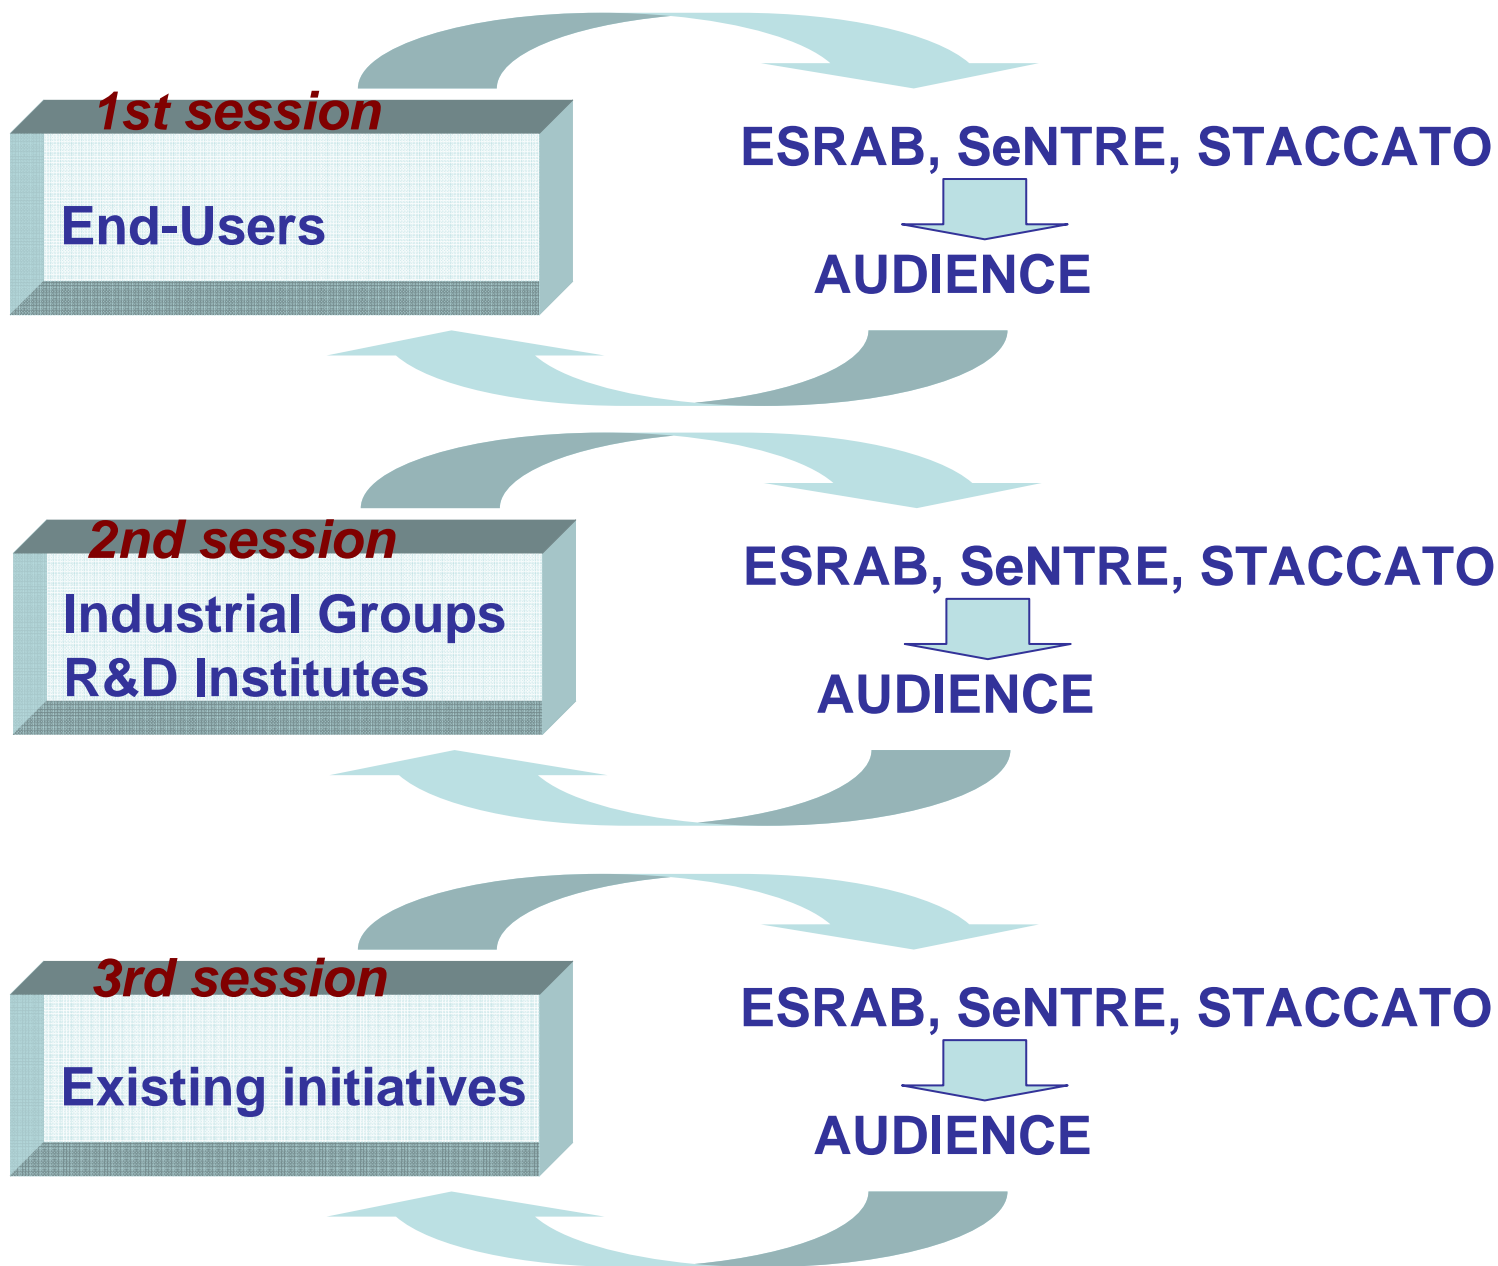 1st session
End-Users
ESRAB, SeNTRE, STACCATO
AUDIENCE
2nd session
Industrial Groups
R&D Institutes
ESRAB, SeNTRE, STACCATO
AUDIENCE
3rd session
Existing initiatives
ESRAB, SeNTRE, STACCATO
AUDIENCE